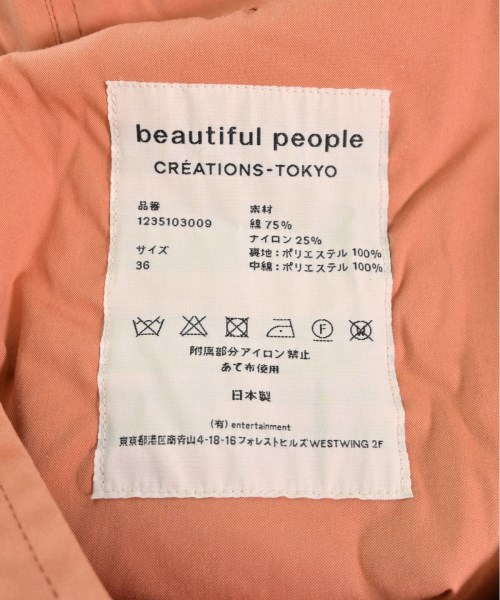 beautiful people
CRÉATIONS-TOKYO
品番
1235103009
サイズ
36
素材
綿 75%
ナイロン 25%
裏地：ポリエステル 100%
中綿：ポリエステル 100%
F
W
附属部分アイロン禁止
あて布使用
日本製
(有) entertainment
東京都港区南青山4-18-16フォレストヒルズWESTWING 2F